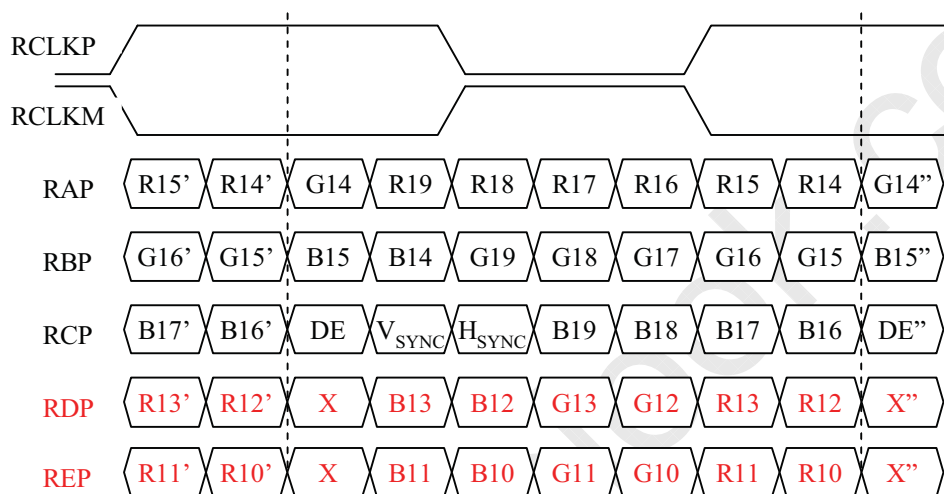 RCLKP
RCLKM
RAP R15’ R14’ G14 R19 R18 R17 R16 R15 R14 G14”
RBP G16’ G15’ B15 B14 G19 G18 G17 G16 G15 B15”
RCP B17’ B16’ DE VSYNC HSYNC B19 B18 B17 B16 DE”
RDP R13’ R12’ X B13 B12 G13 G12 R13 R12 X”
REP R11’ R10’ X B11 B10 G11 G10 R11 R10 X”